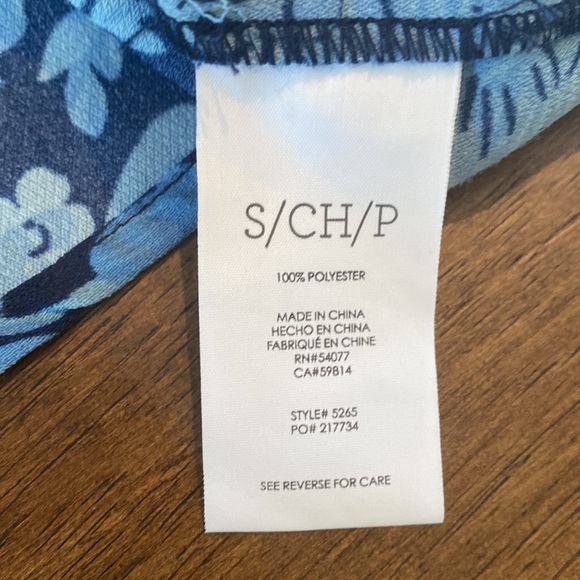 S/CH/P
100% POLYESTER
MADE IN CHINA
HECHO EN CHINA
FABRIQUÉ EN CHINE
RN#54077
CA#59814
STYLE# 5265
PO# 217734
SEE REVERSE FOR CARE